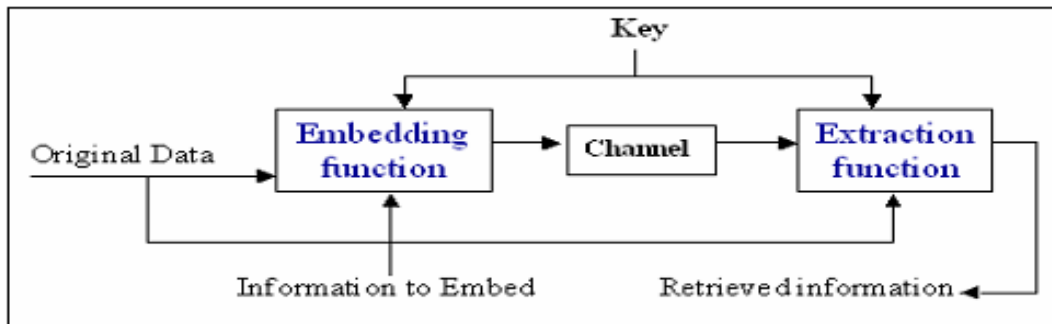 Key
Embedding
function
Channel
Extraction
function
Original Data
Information to Embed
Retrieved information